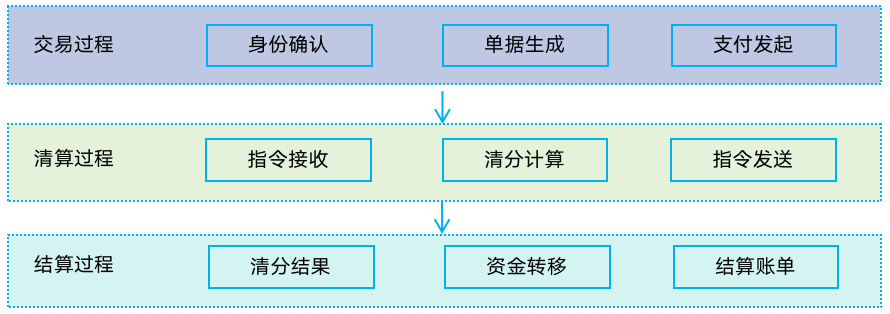 交易过程 身份确认 单据生成 支付发起
清算过程 指令接收 清分计算 指令发送
结算过程 清分结果 资金转移 结算账单